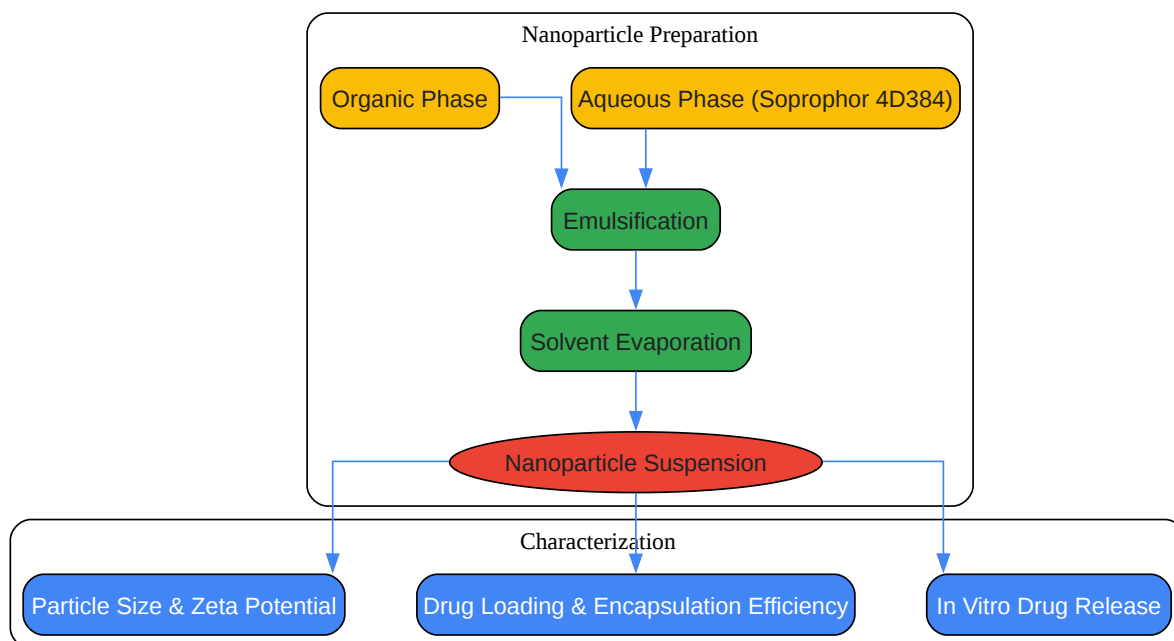 Nanoparticle Preparation
Organic Phase
Aqueous Phase (Soprophor 4D384)
Emulsification
Solvent Evaporation
Nanoparticle Suspension
Characterization
Particle Size & Zeta Potential
Drug Loading & Encapsulation Efficiency
In Vitro Drug Release